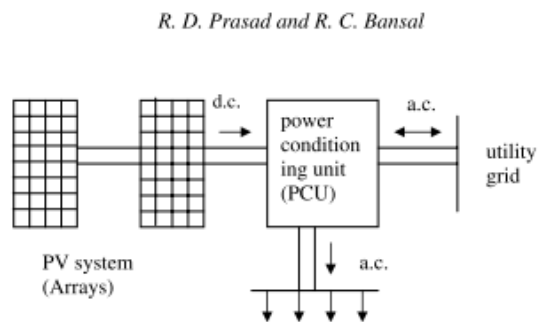 R. D. Prasad and R. C. Bansal
d.c.
a.c.
power
condition
ing unit
(PCU)
utility
grid
PV system
(Arrays)
a.c.